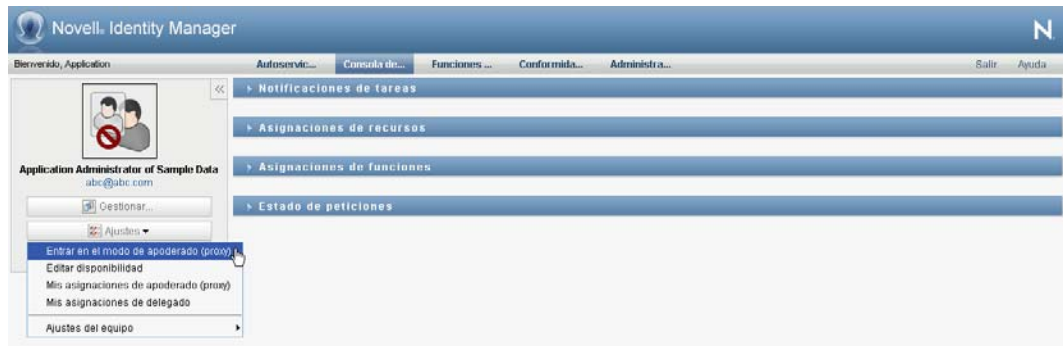 Novell® Identity Manager
N
Bienvenido, Application
Autoservic... Consola de... Funciones ... Conformida... Administra... Salir Ayuda
Notificaciones de tareas
Asignaciones de recursos
Asignaciones de funciones
Estado de peticiones
Application Administrator of Sample Data
abc@abc.com
Gestionar...
Ajustes
Entrar en el modo de apoderado (proxy)
Editar disponibilidad
Mis asignaciones de apoderado (proxy)
Mis asignaciones de delegado
Ajustes del equipo